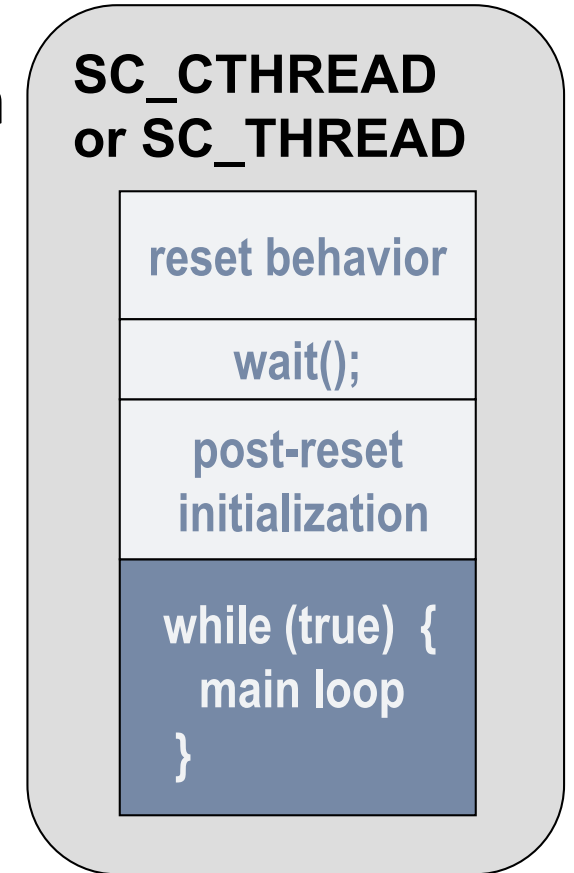 SC_CTHREAD
or SC_THREAD
reset behavior
wait();
post-reset
initialization
while (true) {
main loop
}